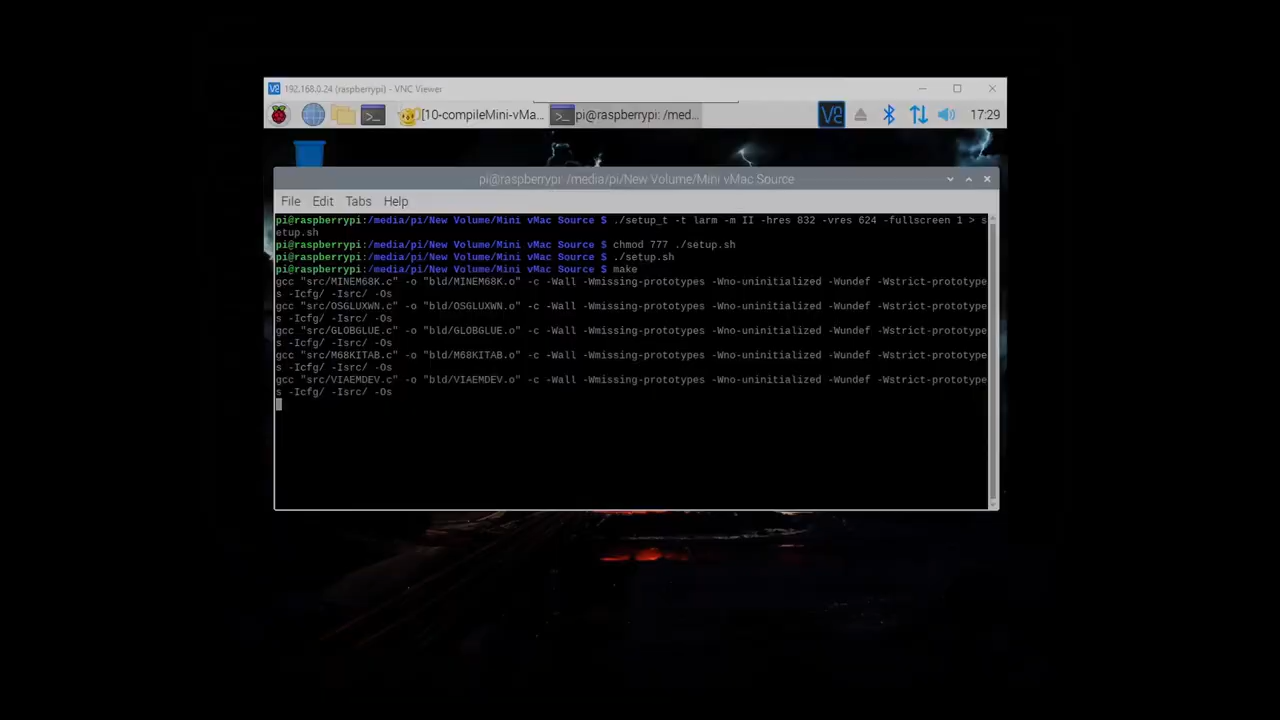 192.168.0.24 (raspberrypi) - VNC Viewer
[10-compileMini-vMa... pi@raspberrypi: /med... 17:29
pi@raspberrypi: /media/pi/New Volume/Mini vMac Source
File Edit Tabs Help
pi@raspberrypi:/media/pi/New Volume/Mini vMac Source $ ./setup_t -t larm -m II -hres 832 -vres 624 -fullscreen 1 > s
etup.sh
pi@raspberrypi:/media/pi/New Volume/Mini vMac Source $ chmod 777 ./setup.sh
pi@raspberrypi:/media/pi/New Volume/Mini vMac Source $ ./setup.sh
pi@raspberrypi:/media/pi/New Volume/Mini vMac Source $ make
gcc "src/MINEM68K.c" -o "bld/MINEM68K.o" -c -Wall -Wmissing-prototypes -Wno-uninitialized -Wundef -Wstrict-prototype
s -Icfg/ -Isrc/ -Os
gcc "src/OSGLUXWN.c" -o "bld/OSGLUXWN.o" -c -Wall -Wmissing-prototypes -Wno-uninitialized -Wundef -Wstrict-prototype
s -Icfg/ -Isrc/ -Os
gcc "src/GLOBGLUE.c" -o "bld/GLOBGLUE.o" -c -Wall -Wmissing-prototypes -Wno-uninitialized -Wundef -Wstrict-prototype
s -Icfg/ -Isrc/ -Os
gcc "src/M68KITAB.c" -o "bld/M68KITAB.o" -c -Wall -Wmissing-prototypes -Wno-uninitialized -Wundef -Wstrict-prototype
s -Icfg/ -Isrc/ -Os
gcc "src/VIAEMDEV.c" -o "bld/VIAEMDEV.o" -c -Wall -Wmissing-prototypes -Wno-uninitialized -Wundef -Wstrict-prototype
s -Icfg/ -Isrc/ -Os